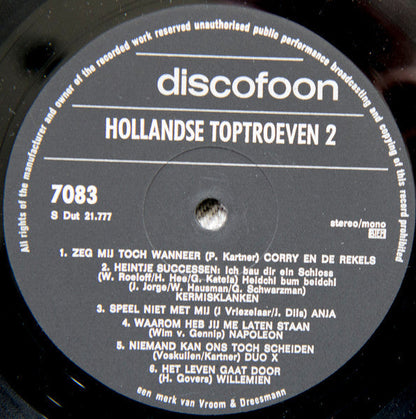 All rights of the manufacturer and owner of the recorded work reserved unauthorised public performance broadcasting and copying of this record prohibited
discofoon
HOLLANDSE TOPTROEVEN 2
7083
S Dut 21.777
stereo/mono
STEP
1. ZEG MIJ TOCH WANNEER (P. Kartner) CORRY EN DE REKELS
2. HEINTJE SUCCESSEN: Ich bau dir ein Schloss
(W. Roeloff/H. Hee/G. Katela) Heidchi bum beidchi
(J. Jorge/W. Hausman/G. Schwarzman)
KERMISKLANKEN
3. SPEEL NIET MET MIJ (J Vriezelaar/J. Dila) ANJA
4. WAAROM HEB JIJ ME LATEN STAAN
(Wim v. Gennip) NAPOLEON
5. NIEMAND KAN ONS TOCH SCHEIDEN
(Voskuilen/Kartner) DUO X
6. HET LEVEN GAAT DOOR
(H. Govers) WILLEMIEN
een merk van Vroom & Dreesmann